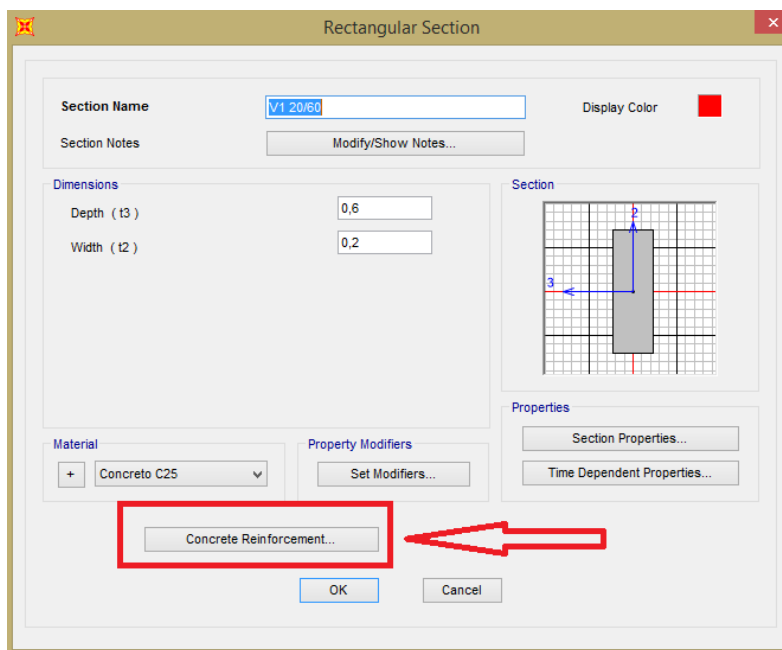 Rectangular Section
x
Section Name V1 20/60 Display Color
Section Notes Modify/Show Notes...
Dimensions
Depth ( t3 ) 0,6
Width ( t2 ) 0,2
Section
2
3
Properties
Section Properties...
Time Dependent Properties...
Material
+ Concreto C25
Property Modifiers
Set Modifiers...
Concrete Reinforcement...
OK Cancel